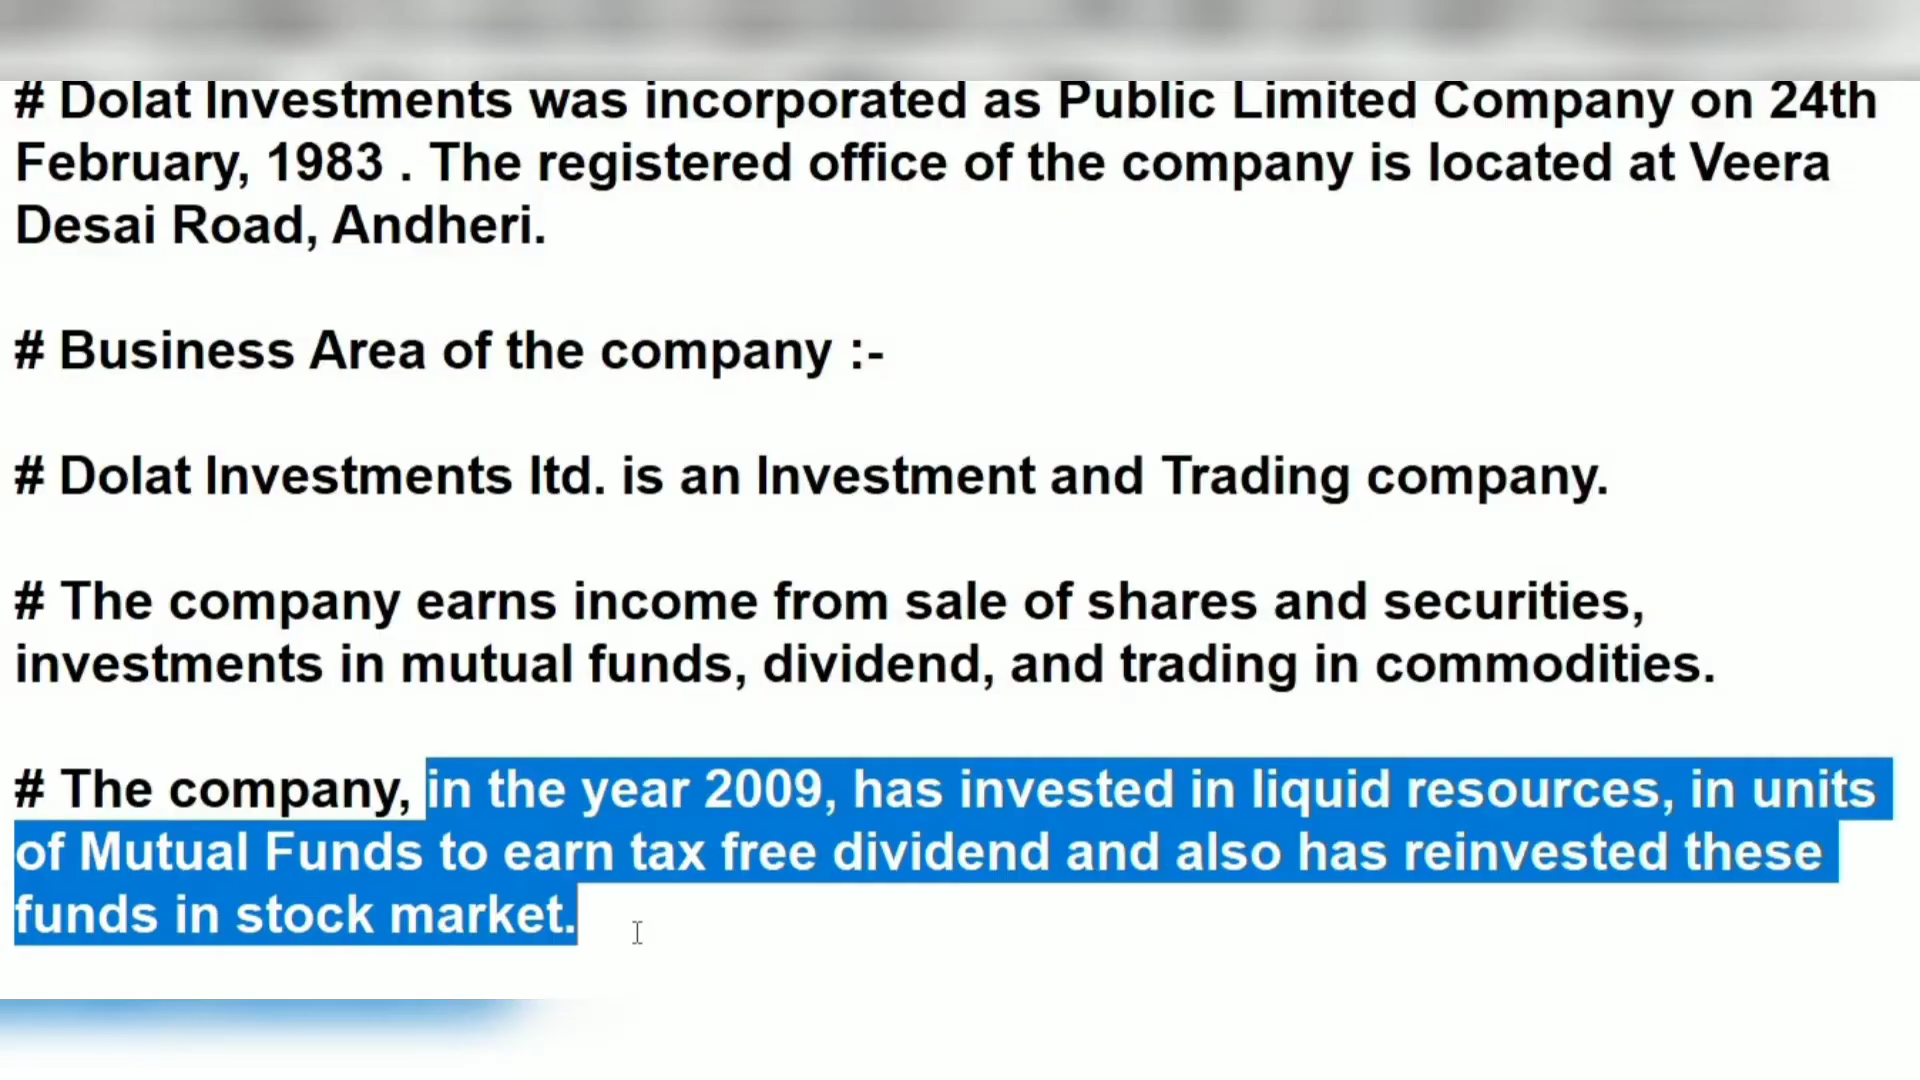 # Dolat Investments was incorporated as Public Limited Company on 24th
February, 1983 . The registered office of the company is located at Veera
Desai Road, Andheri.
# Business Area of the company :-
# Dolat Investments ltd. is an Investment and Trading company.
# The company earns income from sale of shares and securities,
investments in mutual funds, dividend, and trading in commodities.
# The company, in the year 2009, has invested in liquid resources, in units
of Mutual Funds to earn tax free dividend and also has reinvested these
funds in stock market.